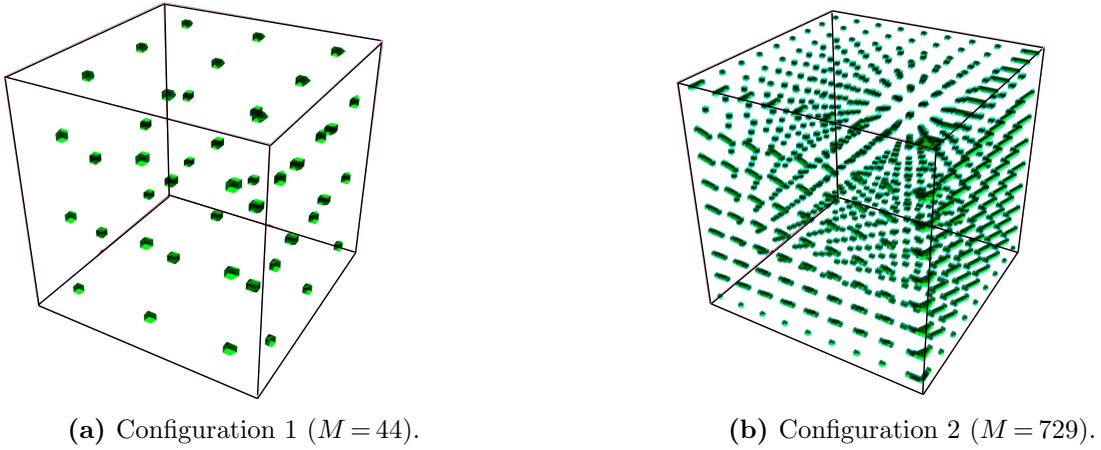 (a) Configuration 1 (M = 44).
(b) Configuration 2 (M = 729).